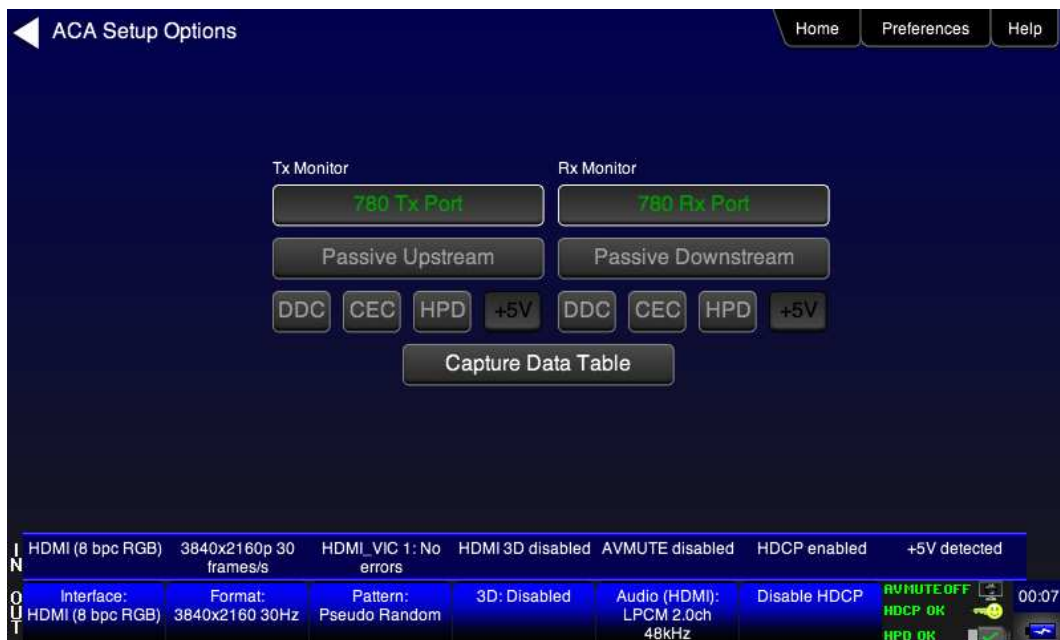 ACA Setup Options
Home
Preferences
Help
Tx Monitor
Rx Monitor
780 Tx Port
780 Rx Port
Passive Upstream
Passive Downstream
DDC
CEC
HPD
+5V
DDC
CEC
HPD
+5V
Capture Data Table
IN
HDMI (8 bpc RGB)
3840x2160p 30
frames/s
HDMI_VIC 1: No
errors
HDMI 3D disabled
AVMUTE disabled
HDCP enabled
+5V detected
OUT
Interface:
HDMI (8 bpc RGB)
Format:
3840x2160 30Hz
Pattern:
Pseudo Random
3D: Disabled
Audio (HDMI):
LPCM 2.0ch
48kHz
Disable HDCP
AVMUTE OFF
HDCP OK
HPD OK
00:07